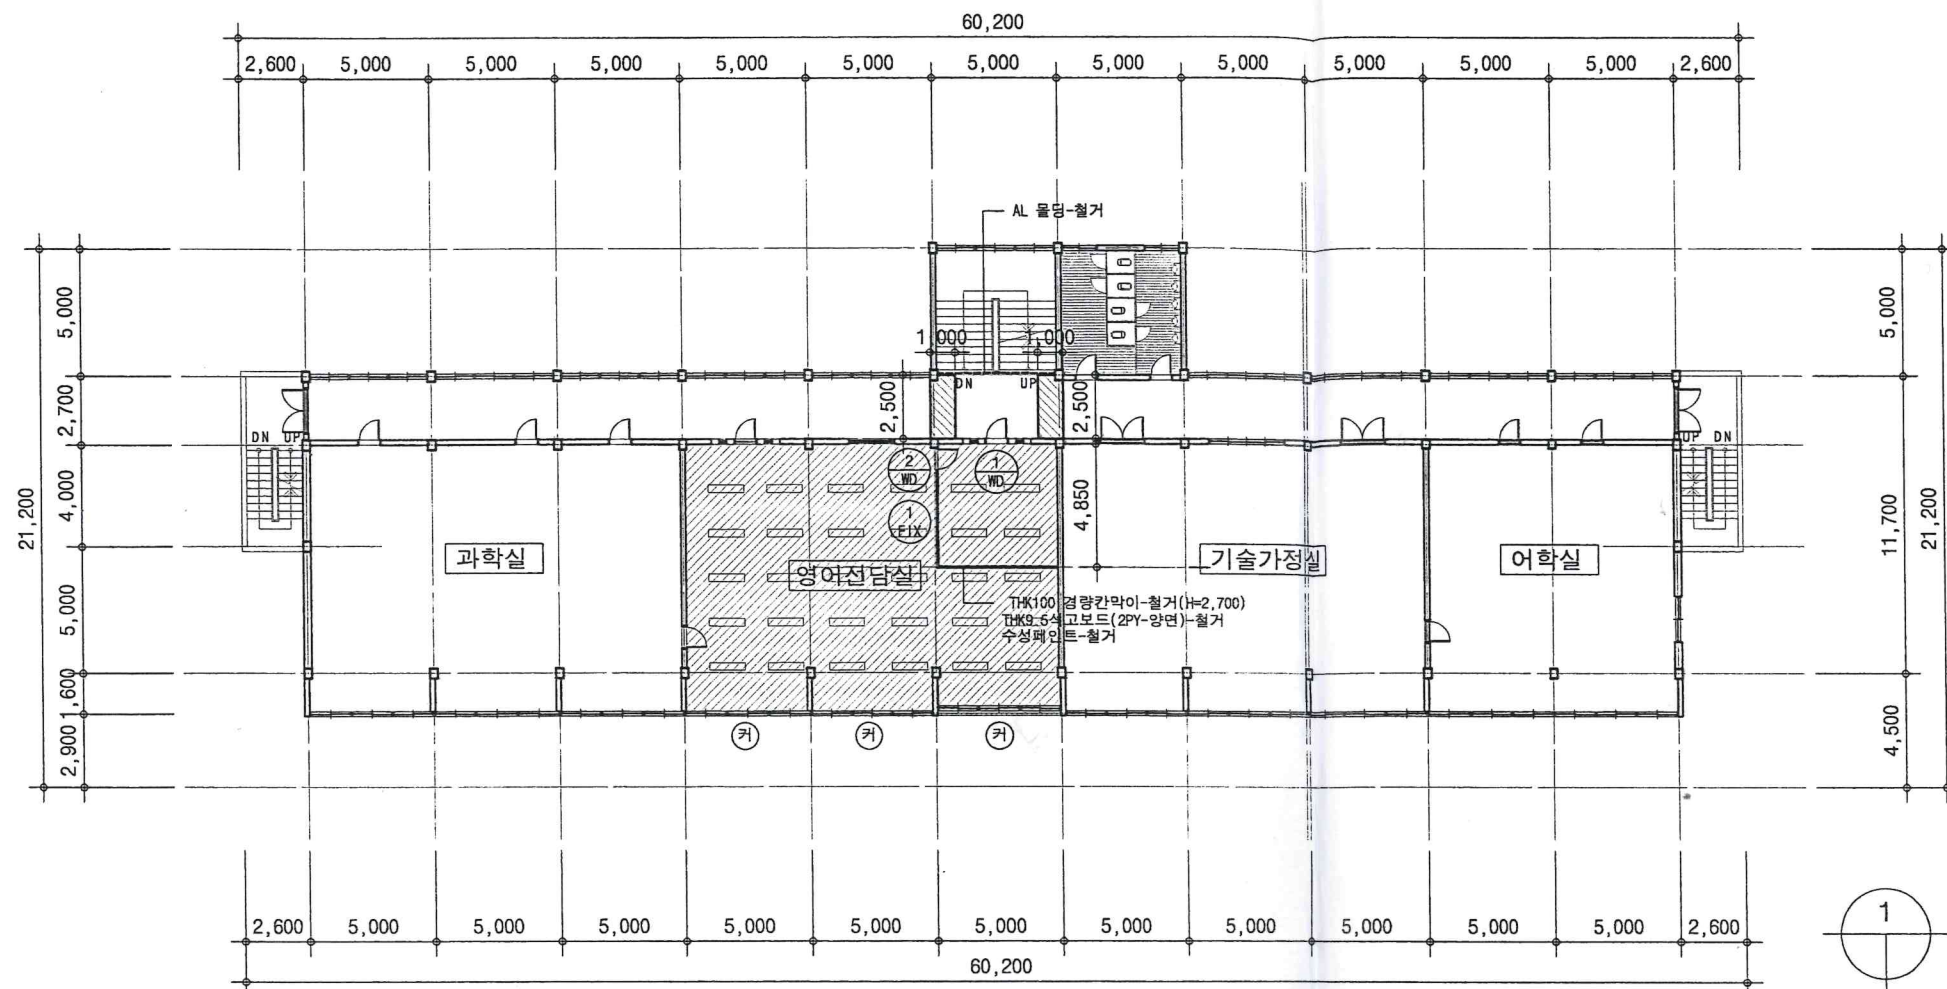 60,200
2,600 5,000 5,000 5,000 5,000 5,000 5,000 5,000 5,000 5,000 5,000 5,000 2,600
AL 몰딩-철거
5,000
2,700
4,000
5,000
1,600
2,900
21,200
5,000
11,700
4,500
21,200
1,000 1,000
DN UP
2,500 2,500
DN UP
UP DN
2
WD
1
WD
1
FIX
4,850
과학실
영어전담실
기술가정실
어학실
THK100 경량칸막이-철거(H=2,700)
THK9.5석고보드(2PY-양면)-철거
수성페인트-철거
커 커 커
2,600 5,000 5,000 5,000 5,000 5,000 5,000 5,000 5,000 5,000 5,000 5,000 2,600
60,200
1